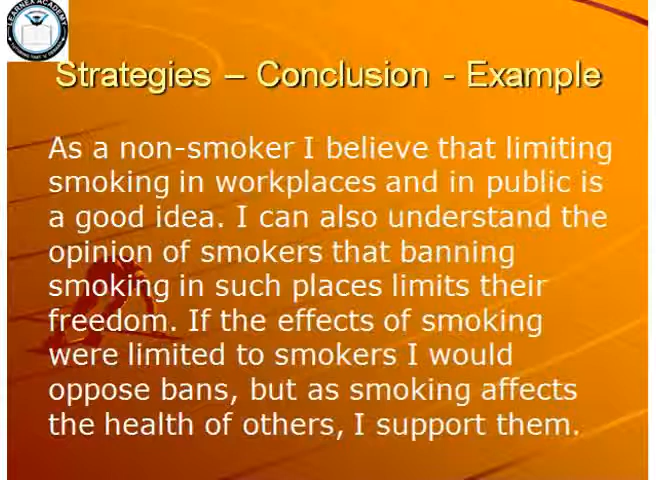 LEARNEX ACADEMY
Strategies – Conclusion - Example
As a non-smoker I believe that limiting
smoking in workplaces and in public is
a good idea. I can also understand the
opinion of smokers that banning
smoking in such places limits their
freedom. If the effects of smoking
were limited to smokers I would
oppose bans, but as smoking affects
the health of others, I support them.